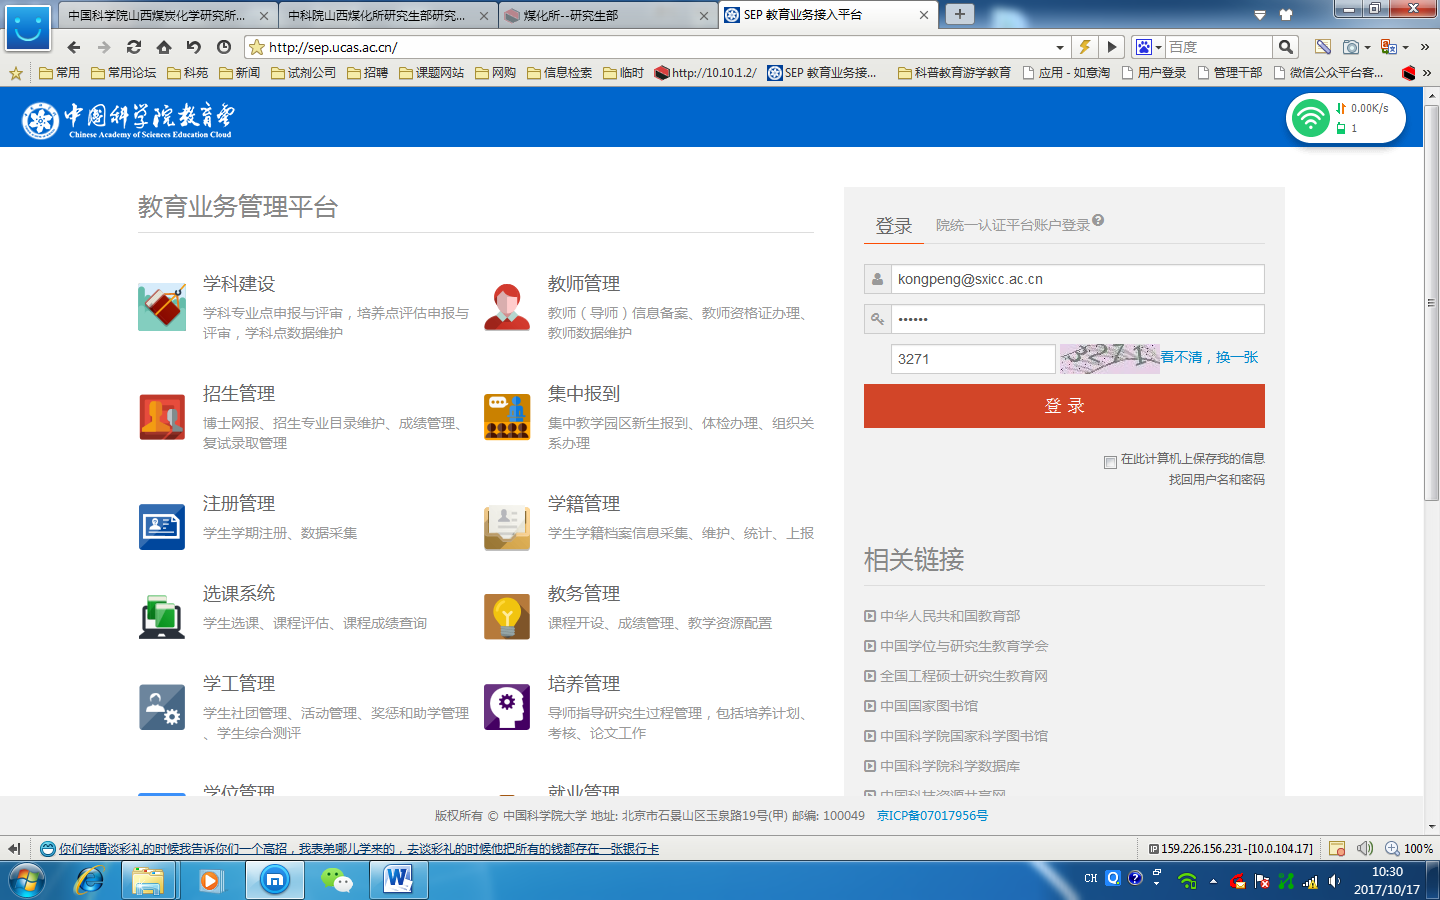 中国科学院山西煤炭化学研究所...
中科院山西煤化所研究生部研究...
煤化所--研究生部
SEP 教育业务接入平台
http://sep.ucas.ac.cn/
百度
常用
常用论坛
科苑
新闻
试剂公司
招聘
课题网站
网购
信息检索
临时
http://10.10.1.2/
SEP 教育业务接...
科普教育游学教育
应用 - 如意淘
用户登录
管理干部
微信公众平台客...
中国科学院教育云
Chinese Academy of Sciences Education Cloud
0.00K/s
1
教育业务管理平台
学科建设
学科专业点申报与评审，培养点评估申报与
评审，学科点数据维护
教师管理
教师（导师）信息备案、教师资格证办理、
教师数据维护
招生管理
博士网报、招生专业目录维护、成绩管理、
复试录取管理
集中报到
集中教学园区新生报到、体检办理、组织关
系办理
注册管理
学生学期注册、数据采集
学籍管理
学生学籍档案信息采集、维护、统计、上报
选课系统
学生选课、课程评估、课程成绩查询
教务管理
课程开设、成绩管理、教学资源配置
学工管理
学生社团管理、活动管理、奖惩和助学管理
、学生综合测评
培养管理
导师指导研究生过程管理，包括培养计划、
考核、论文工作
学位管理
就业管理
登录
院统一认证平台账户登录
kongpeng@sxicc.ac.cn
••••••
3271
3271
看不清，换一张
登 录
在此计算机上保存我的信息
找回用户名和密码
相关链接
中华人民共和国教育部
中国学位与研究生教育学会
全国工程硕士研究生教育网
中国国家图书馆
中国科学院国家科学图书馆
中国科学院科学数据库
中国科技资源共享网
版权所有 © 中国科学院大学 地址: 北京市石景山区玉泉路19号(甲) 邮编: 100049 京ICP备07017956号
你们结婚谈彩礼的时候我告诉你们一个高招，我表弟哪儿学来的，去谈彩礼的时候他把所有的钱都存在一张银行卡
IP 159.226.156.231-[10.0.104.17]
100%
CH
10:30
2017/10/17